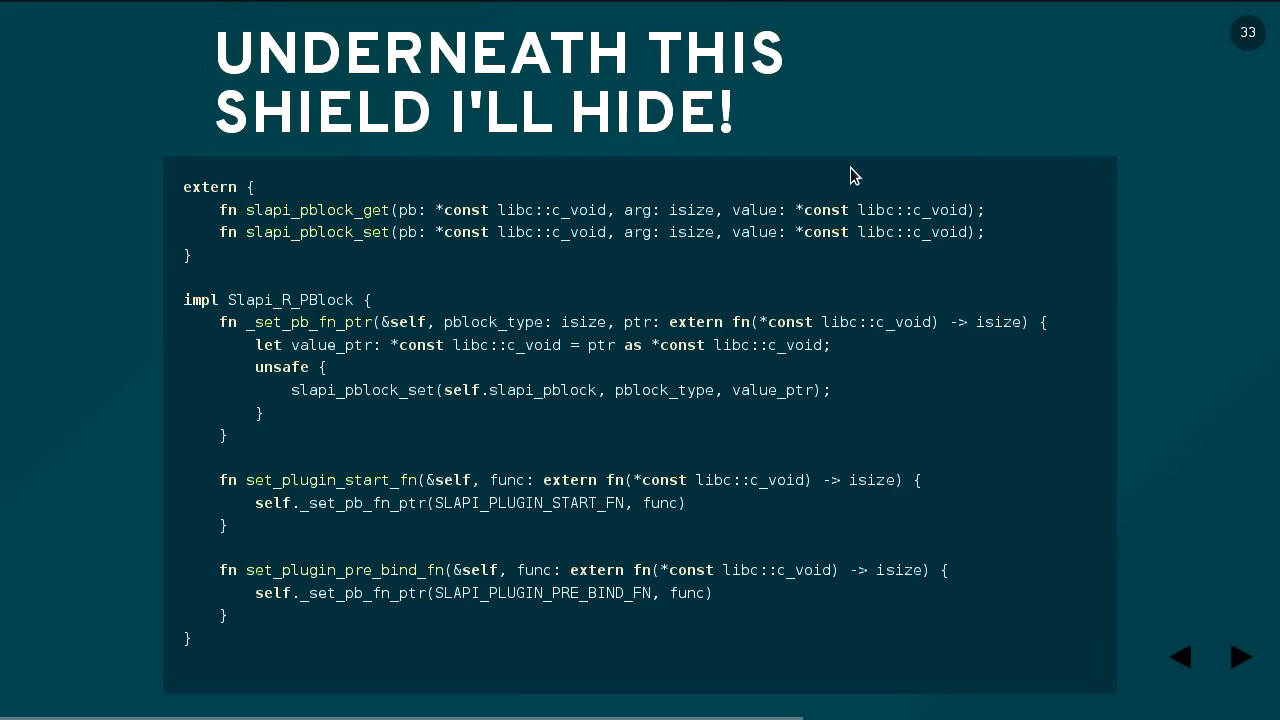 33
UNDERNEATH THIS
SHIELD I'LL HIDE!
extern {
    fn slapi_pblock_get(pb: *const libc::c_void, arg: isize, value: *const libc::c_void);
    fn slapi_pblock_set(pb: *const libc::c_void, arg: isize, value: *const libc::c_void);
}
impl Slapi_R_PBlock {
    fn _set_pb_fn_ptr(&self, pblock_type: isize, ptr: extern fn(*const libc::c_void) -> isize) {
        let value_ptr: *const libc::c_void = ptr as *const libc::c_void;
        unsafe {
            slapi_pblock_set(self.slapi_pblock, pblock_type, value_ptr);
        }
    }
    fn set_plugin_start_fn(&self, func: extern fn(*const libc::c_void) -> isize) {
        self._set_pb_fn_ptr(SLAPI_PLUGIN_START_FN, func)
    }
    fn set_plugin_pre_bind_fn(&self, func: extern fn(*const libc::c_void) -> isize) {
        self._set_pb_fn_ptr(SLAPI_PLUGIN_PRE_BIND_FN, func)
    }
}